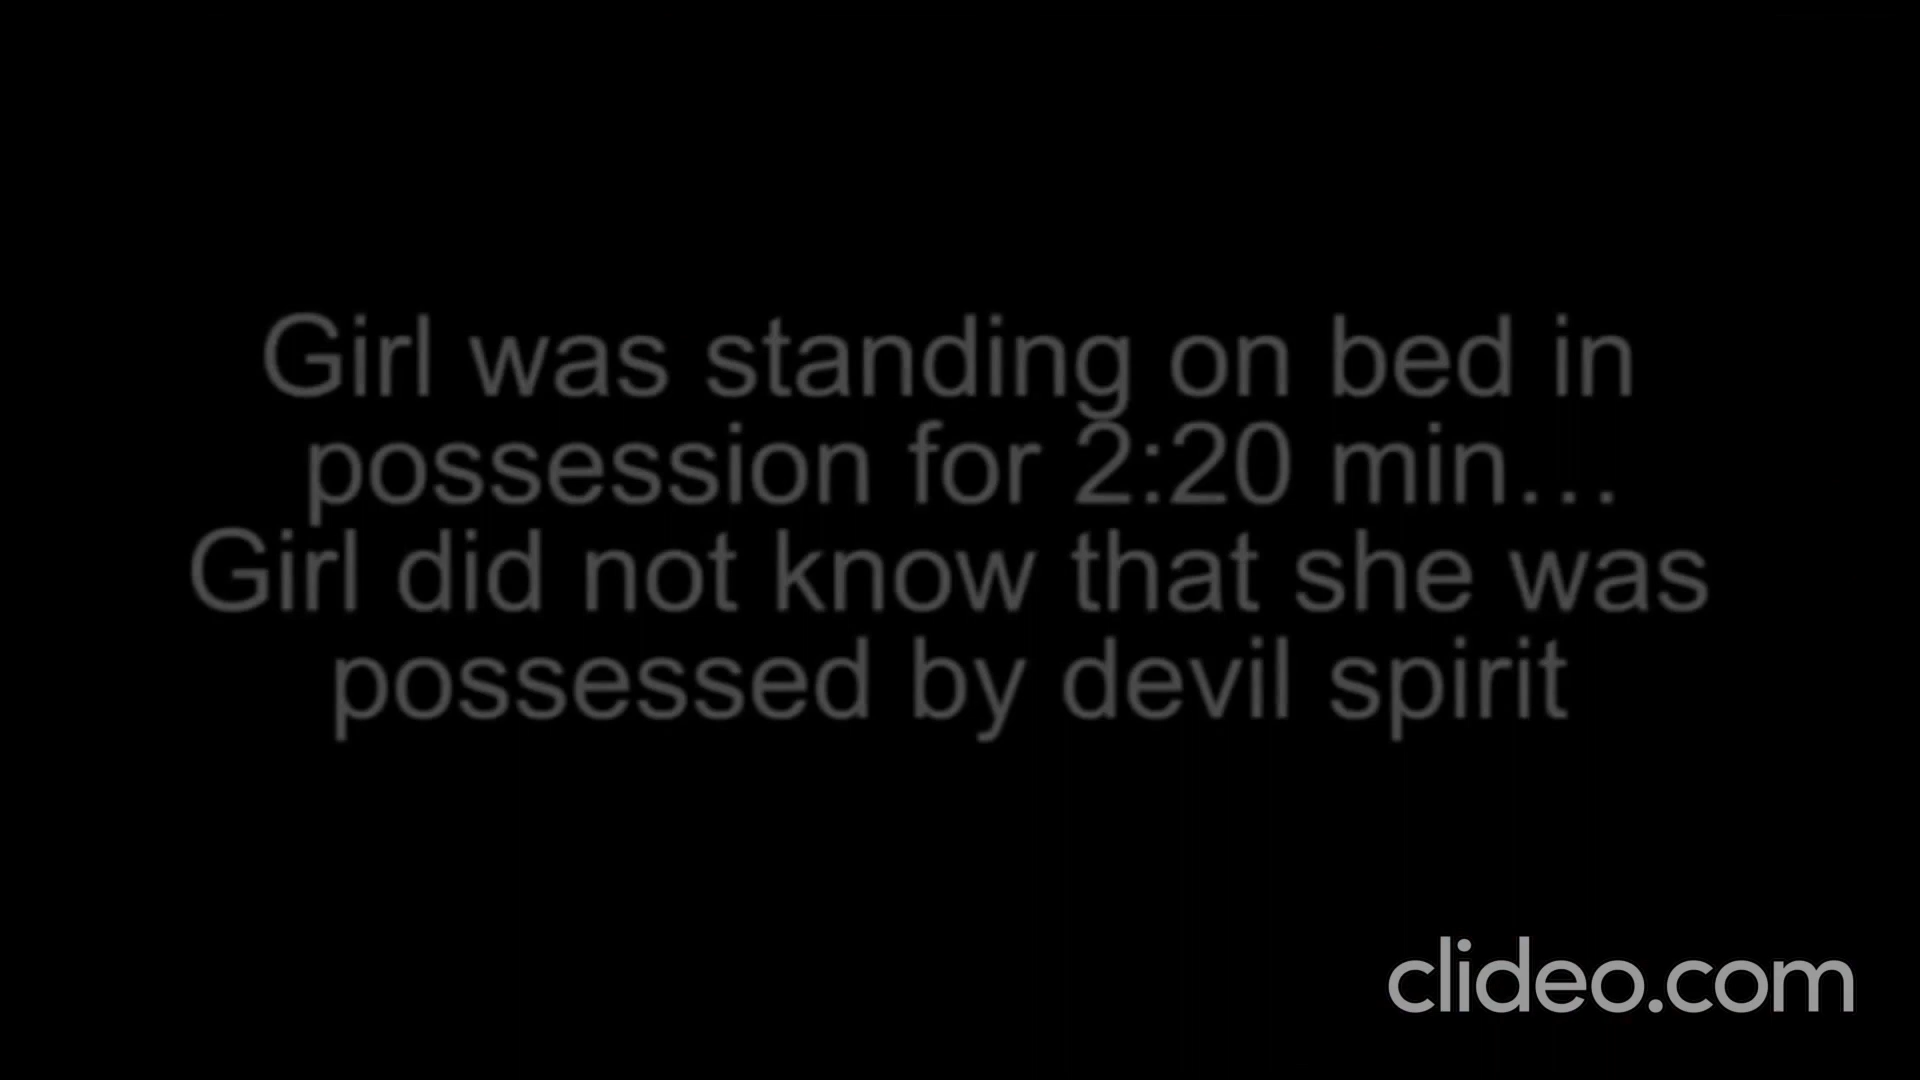 Girl was standing on bed in
possession for 2:20 min...
Girl did not know that she was
possessed by devil spirit
clideo.com